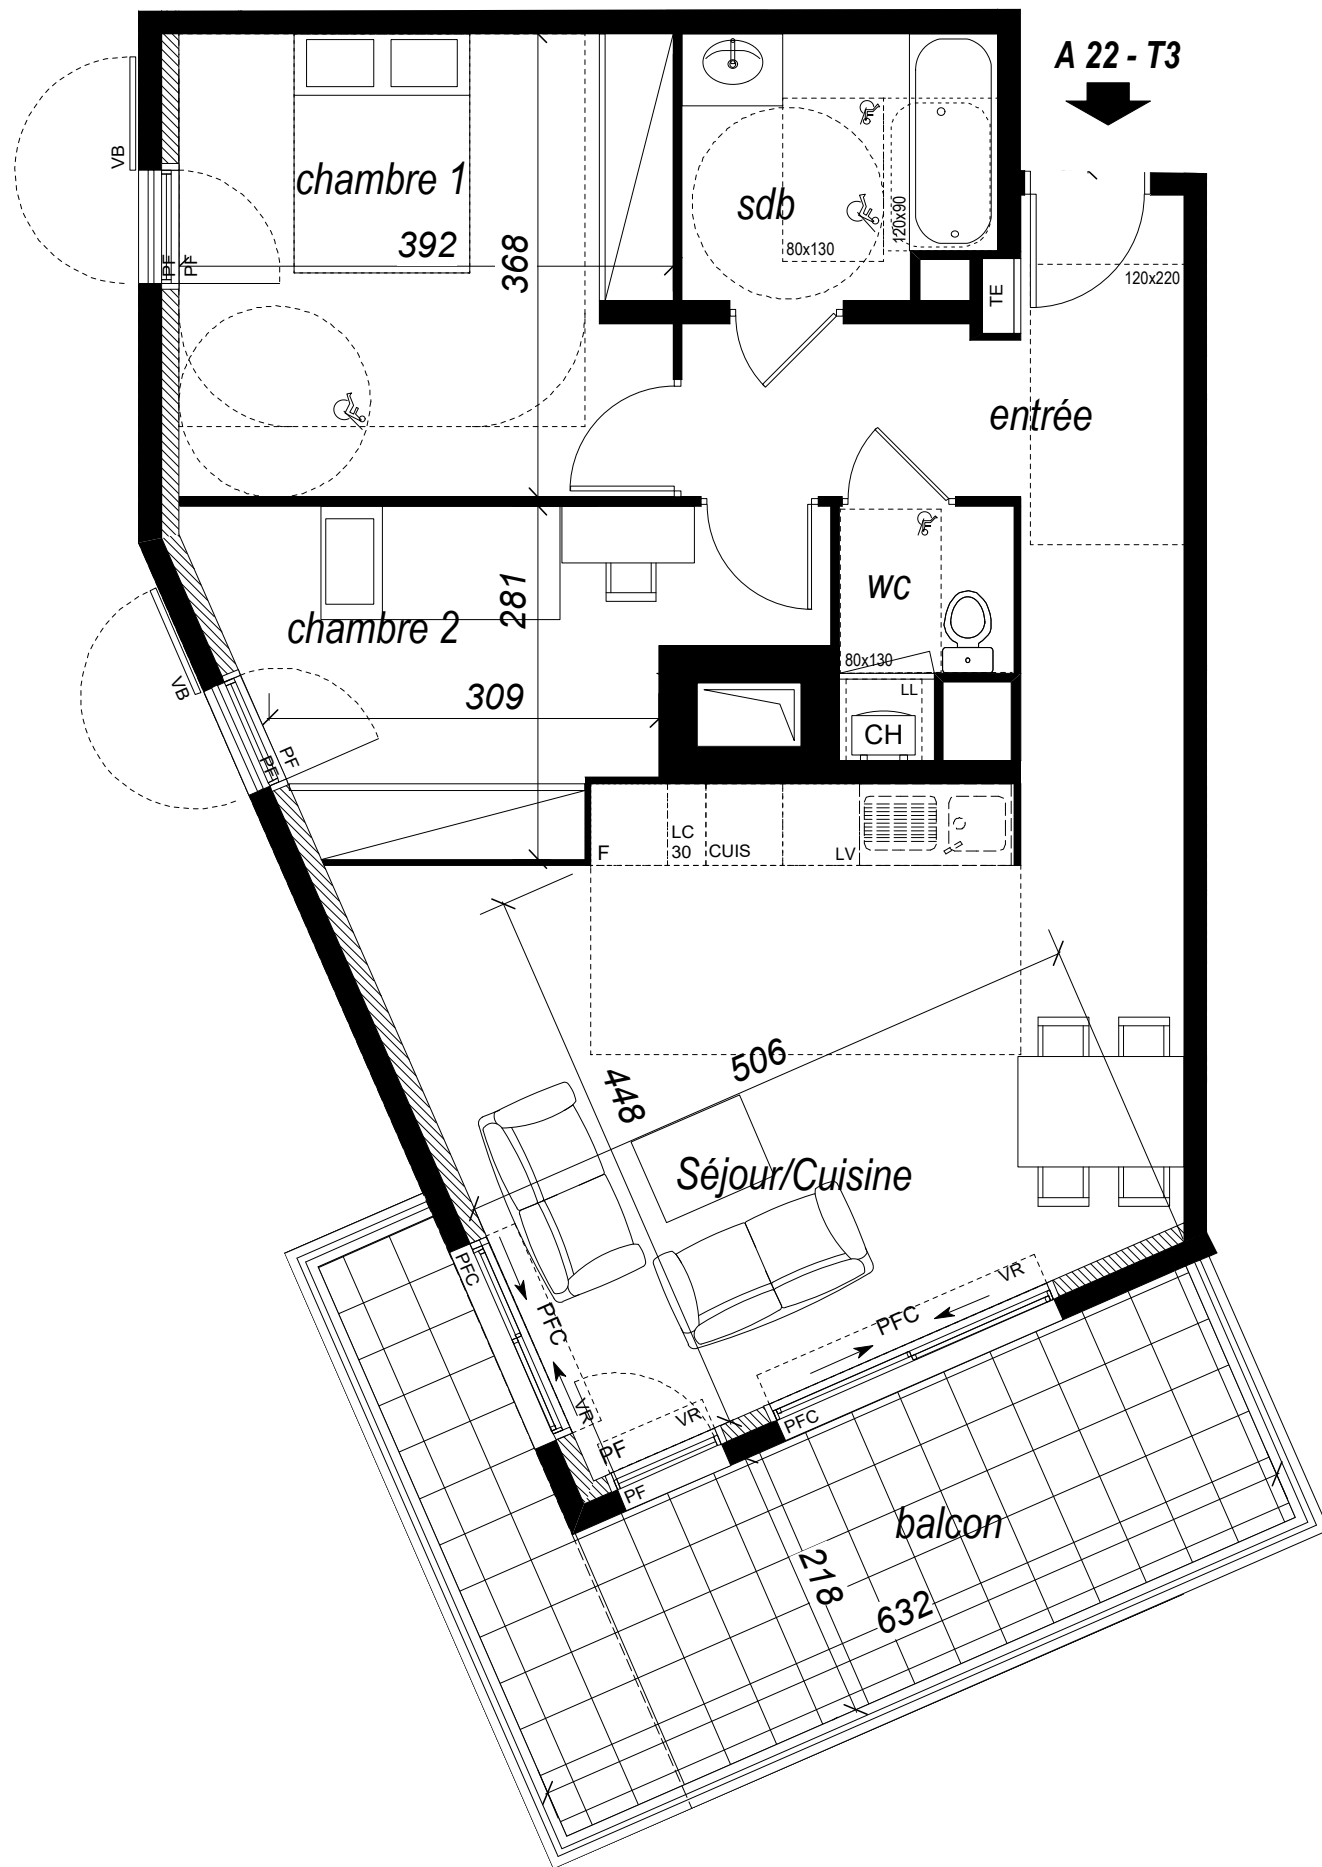 A 22 - T3
VB
chambre 1
392
368
PF
PF
sdb
80x130
120x90
TE
120x220
entrée
chambre 2
281
309
VB
PF
PF
wc
80x130
LL
CH
F
LC
30
CUIS
LV
506
448
Séjour/Cuisine
PFC
PFC
VR
VR
PFC
PFC
VR
PF
PF
balcon
218
632